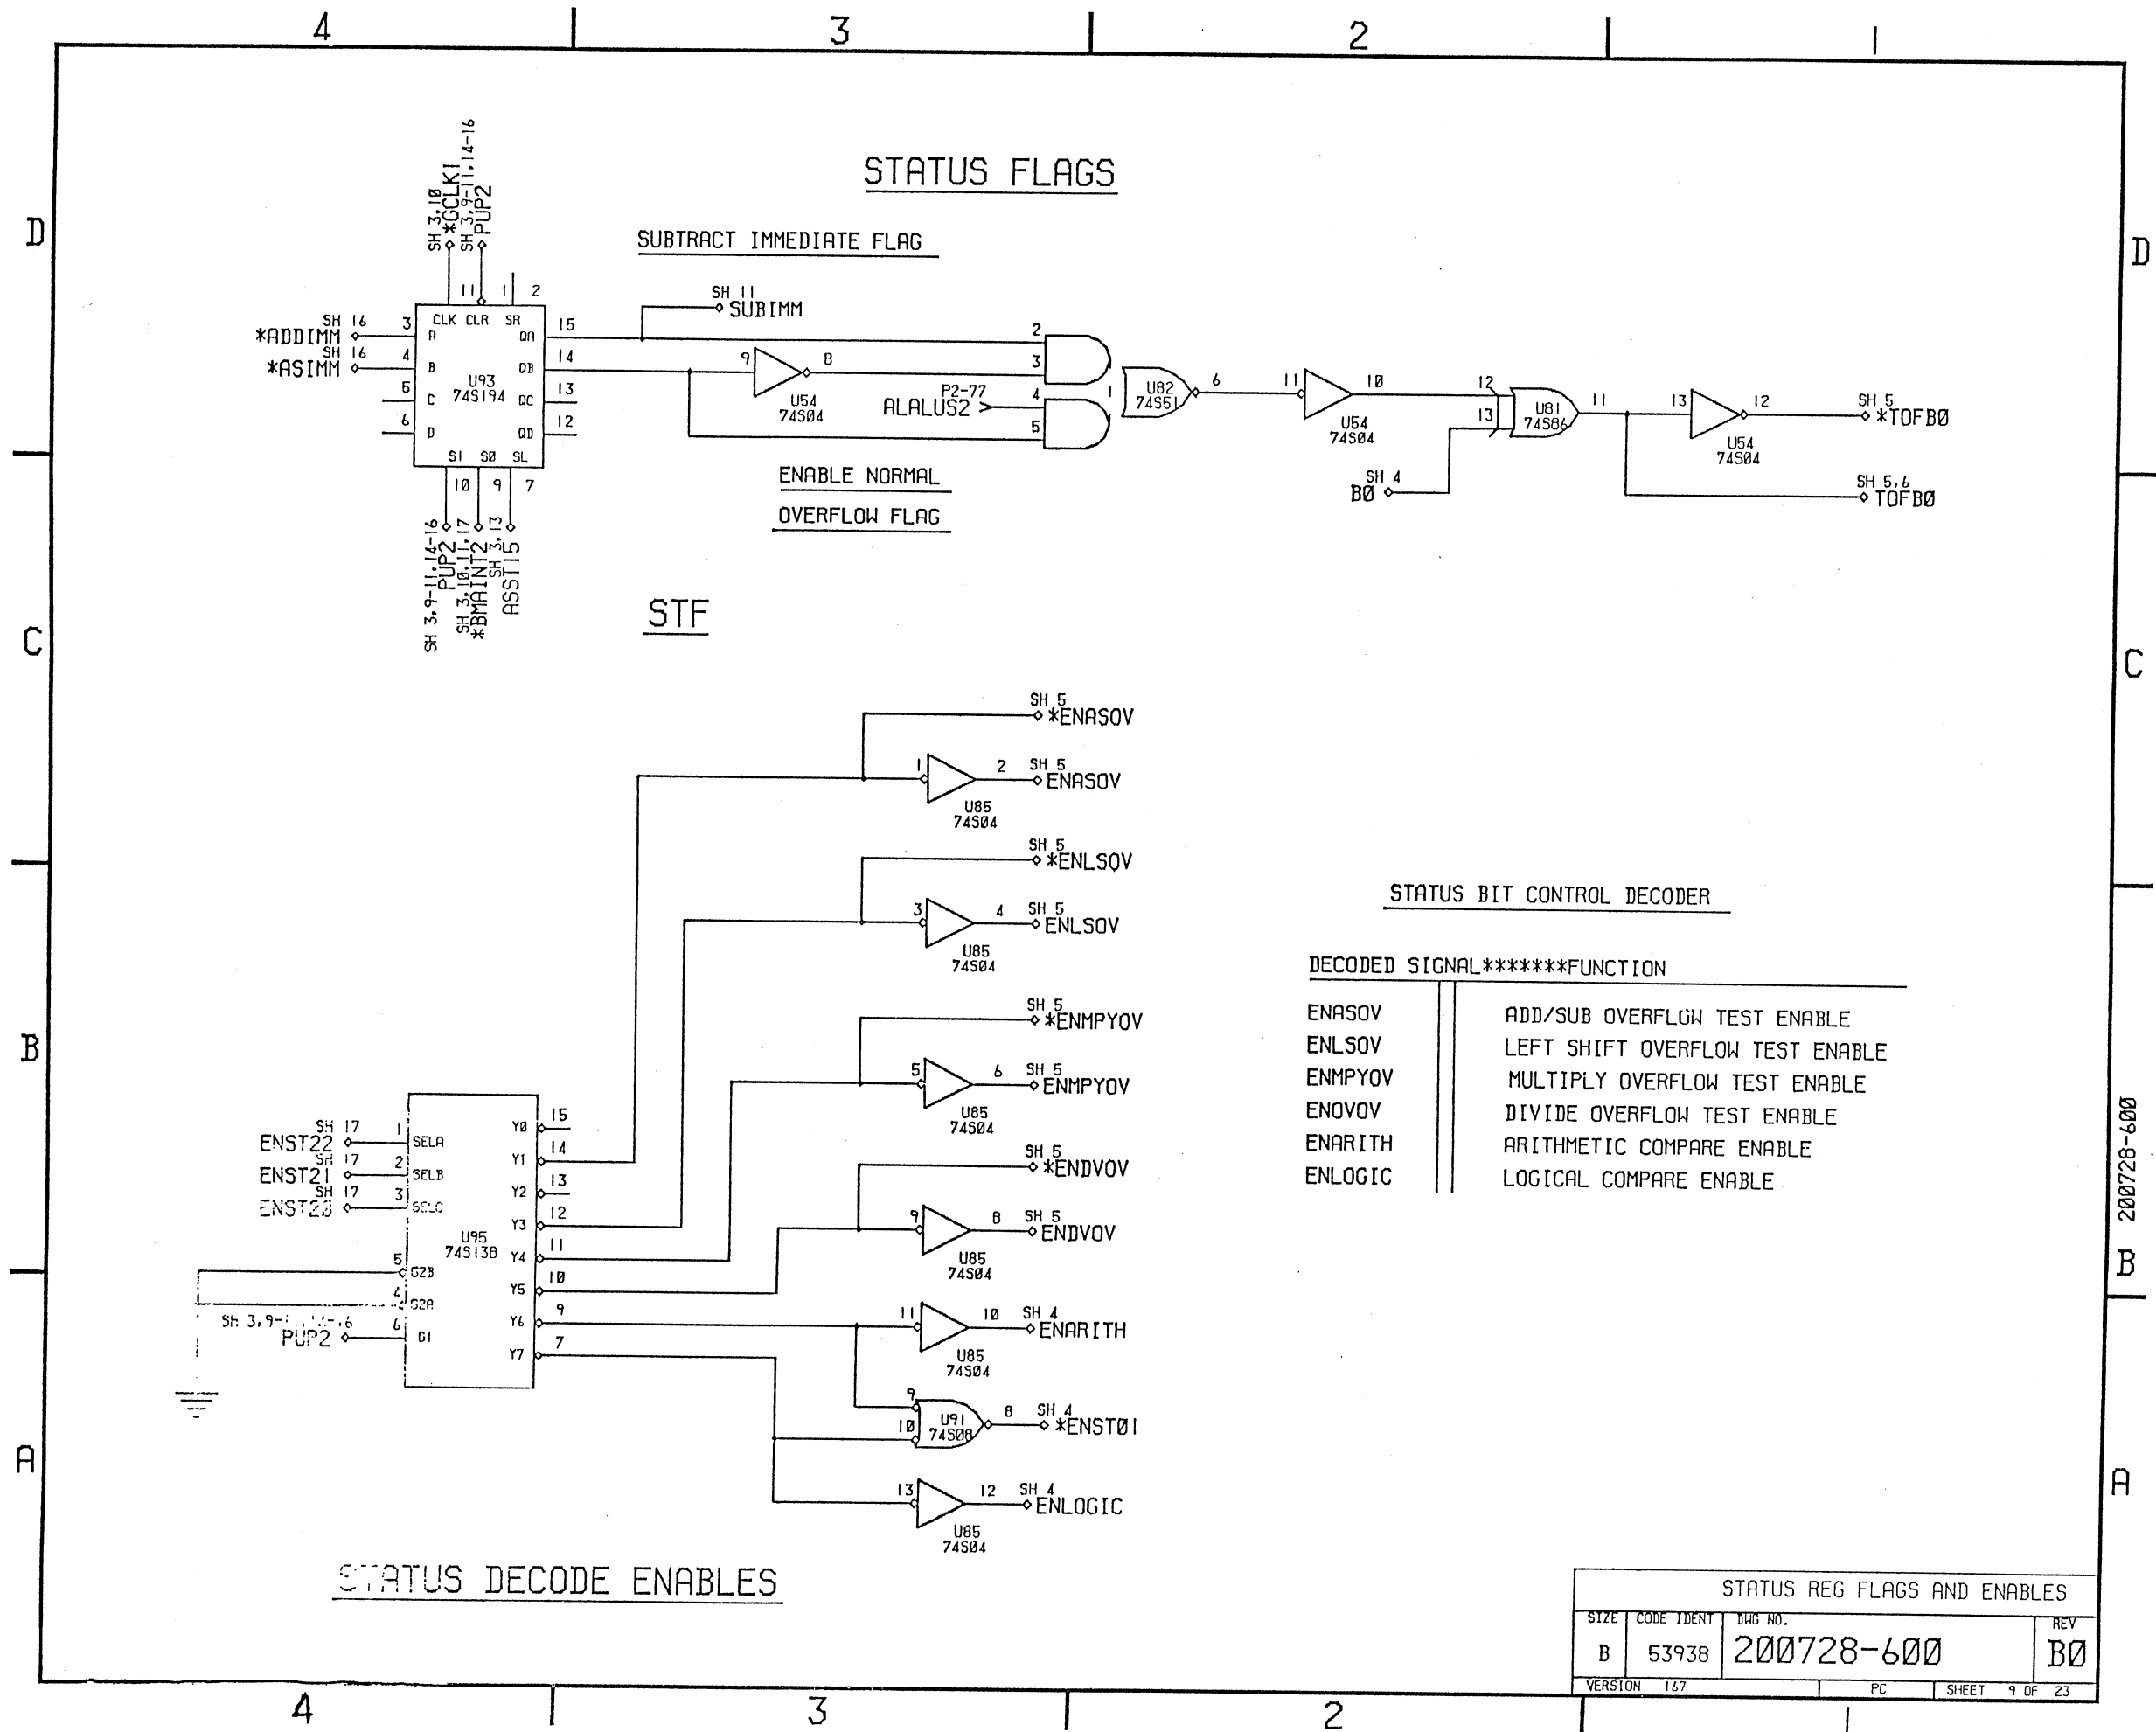 4 3 2 1
D
C
B
A
STATUS FLAGS
SUBTRACT IMMEDIATE FLAG
SH 3,10
*GCLK1
SH 3,9-11,14-16
PUP2
11 1 2
CLK CLR SR
SH 16
*ADDIMM 3 A QA 15
SH 16
*ASIMM 4 B QB 14
5 C QC 13
6 D QD 12
U93
74S194
S1 S0 SL
10 9 7
SH 3,9-11,14-16
PUP2
SH 3,10,11,17
*BMAINT2
SH 3,13
ASST15
SH 11
SUBIMM
9 8
U54
74S04
2
3
P2-77
ALALUS2
4
5
U82
74S51
6
11 10
U54
74S04
12
13
U81
74S86
11
SH 4
B0
13 12
U54
74S04
SH 5
*TOFB0
SH 5,6
TOFB0
ENABLE NORMAL
OVERFLOW FLAG
STF
SH 5
*ENASOV
1 2
SH 5
ENASOV
U85
74S04
SH 5
*ENLSOV
3 4
SH 5
ENLSOV
U85
74S04
SH 5
*ENMPYOV
5 6
SH 5
ENMPYOV
U85
74S04
SH 5
*ENDVOV
9 8
SH 5
ENDVOV
U85
74S04
11 10
SH 4
ENARITH
U85
74S04
9
10
U91
74S08
8
SH 4
*ENST01
13 12
SH 4
ENLOGIC
U85
74S04
SH 17
ENST22 1 SELA
SH 17
ENST21 2 SELB
SH 17
ENST20 3 SELC
U95
74S138
5 G2B
4 G2A
SH 3,9-
PUP2 6 G1
Y0 15
Y1 14
Y2 13
Y3 12
Y4 11
Y5 10
Y6 9
Y7 7
STATUS DECODE ENABLES
STATUS BIT CONTROL DECODER
DECODED SIGNAL*******FUNCTION
ENASOV ADD/SUB OVERFLOW TEST ENABLE
ENLSOV LEFT SHIFT OVERFLOW TEST ENABLE
ENMPYOV MULTIPLY OVERFLOW TEST ENABLE
ENOVOV DIVIDE OVERFLOW TEST ENABLE
ENARITH ARITHMETIC COMPARE ENABLE
ENLOGIC LOGICAL COMPARE ENABLE
D
C
200728-600
B
A
STATUS REG FLAGS AND ENABLES
SIZE CODE IDENT DWG NO. REV
B 53938 200728-600 B0
VERSION 167 PC SHEET 9 OF 23
4 3 2 1